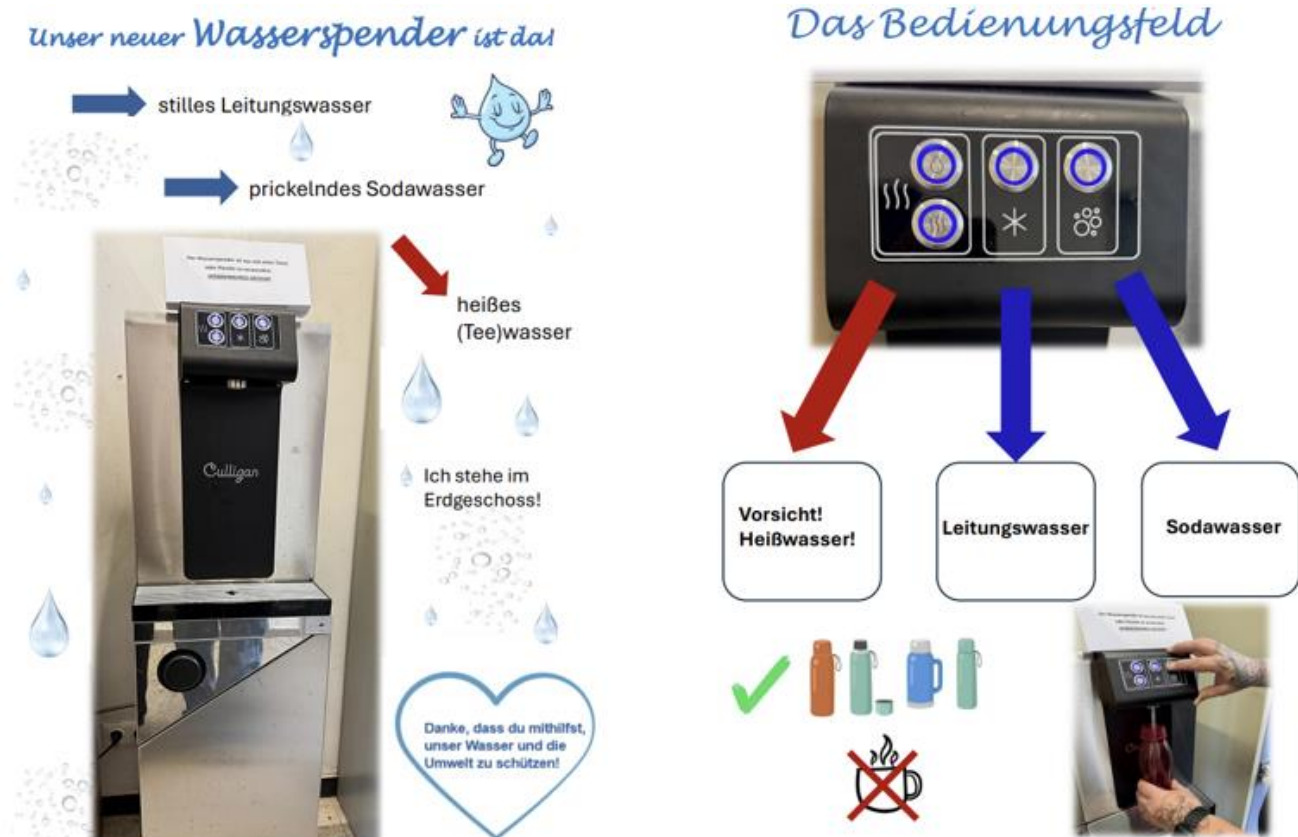 Unser neuer Wasserspender ist da!
stilles Leitungswasser
prickelndes Sodawasser
heißes
(Tee)wasser
Culligan
Ich stehe im
Erdgeschoss!
Danke, dass du mithilfst,
unser Wasser und die
Umwelt zu schützen!
Das Bedienungsfeld
Vorsicht!
Heißwasser!
Leitungswasser
Sodawasser